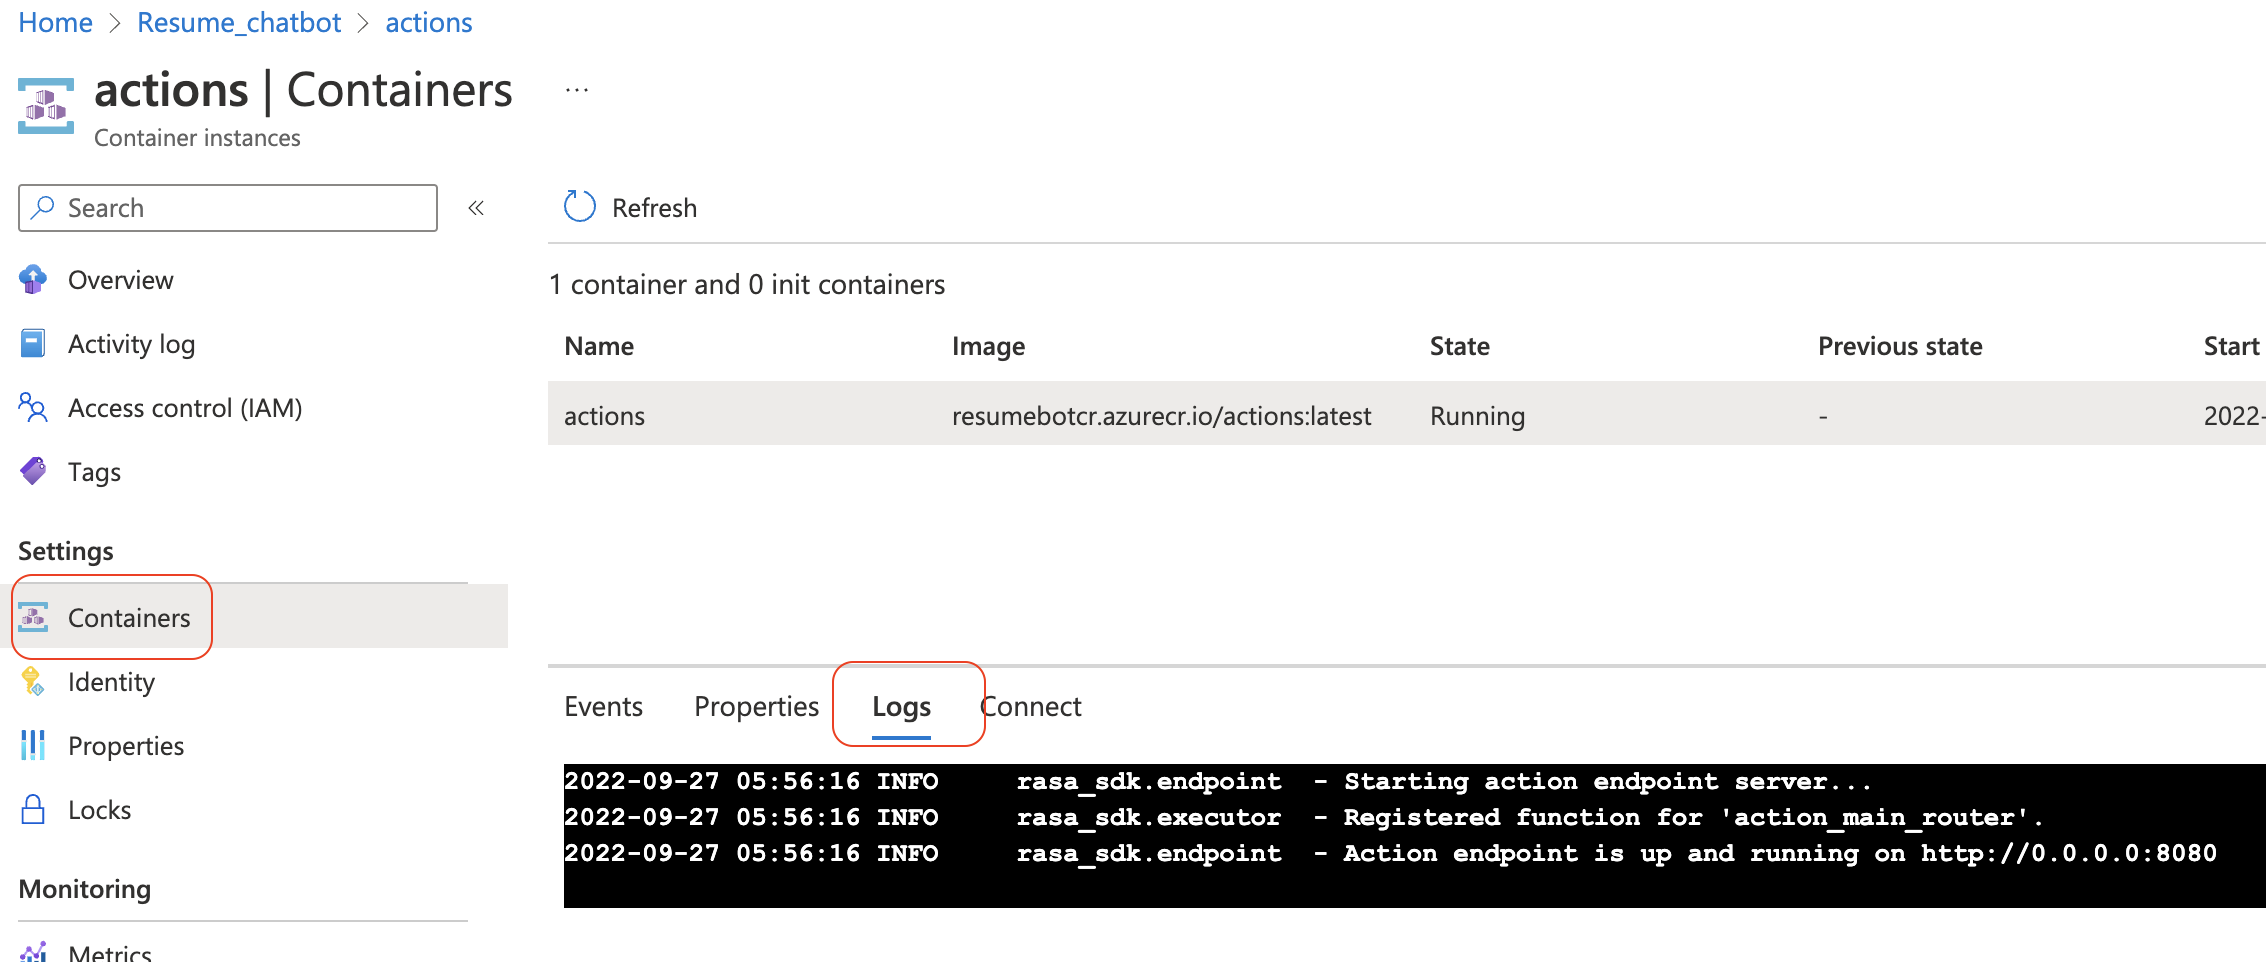 Home > Resume_chatbot > actions
actions | Containers ...
Container instances
Search «
Overview
Activity log
Access control (IAM)
Tags
Settings
Containers
Identity
Properties
Locks
Monitoring
Metrics
Refresh
1 container and 0 init containers
Name Image State Previous state Start
actions resumebotcr.azurecr.io/actions:latest Running - 2022-
Events Properties Logs Connect
2022-09-27 05:56:16 INFO rasa_sdk.endpoint - Starting action endpoint server...
2022-09-27 05:56:16 INFO rasa_sdk.executor - Registered function for 'action_main_router'.
2022-09-27 05:56:16 INFO rasa_sdk.endpoint - Action endpoint is up and running on http://0.0.0.0:8080